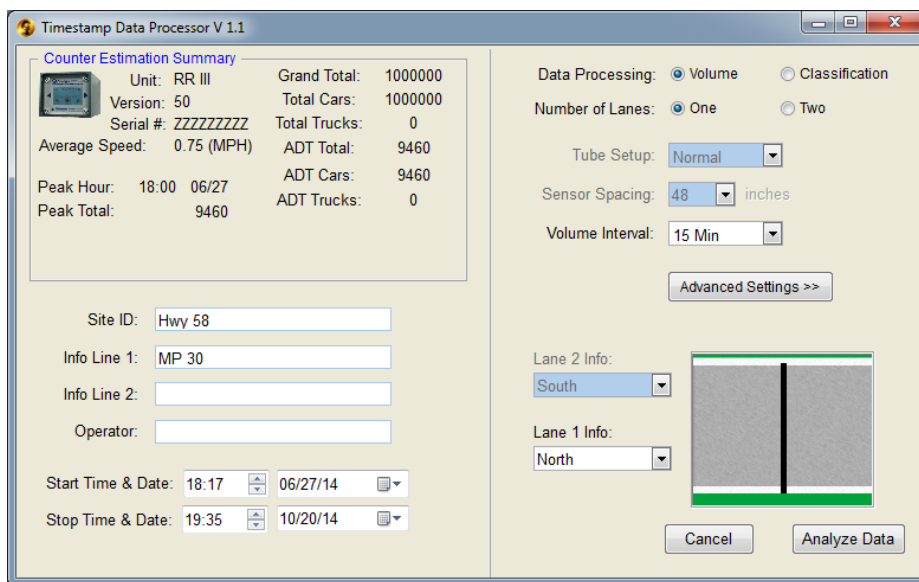 Timestamp Data Processor V 1.1
Counter Estimation Summary
Unit: RR III
Version: 50
Serial #: ZZZZZZZZZ
Average Speed: 0.75 (MPH)
Peak Hour: 18:00 06/27
Peak Total: 9460
Grand Total: 1000000
Total Cars: 1000000
Total Trucks: 0
ADT Total: 9460
ADT Cars: 9460
ADT Trucks: 0
Site ID: Hwy 58
Info Line 1: MP 30
Info Line 2:
Operator:
Start Time & Date: 18:17 06/27/14
Stop Time & Date: 19:35 10/20/14
Data Processing: Volume Classification
Number of Lanes: One Two
Tube Setup: Normal
Sensor Spacing: 48 inches
Volume Interval: 15 Min
Advanced Settings >>
Lane 2 Info:
South
Lane 1 Info:
North
Cancel Analyze Data